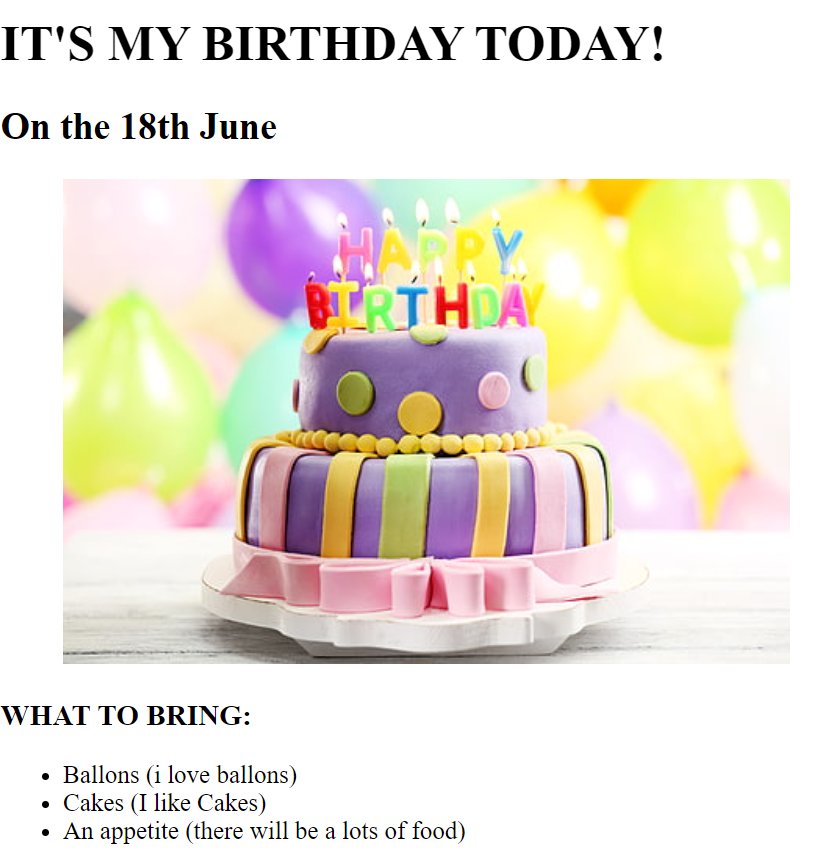 IT'S MY BIRTHDAY TODAY!
On the 18th June
HAPPY
BIRTHDAY
WHAT TO BRING:
Ballons (i love ballons)
Cakes (I like Cakes)
An appetite (there will be a lots of food)